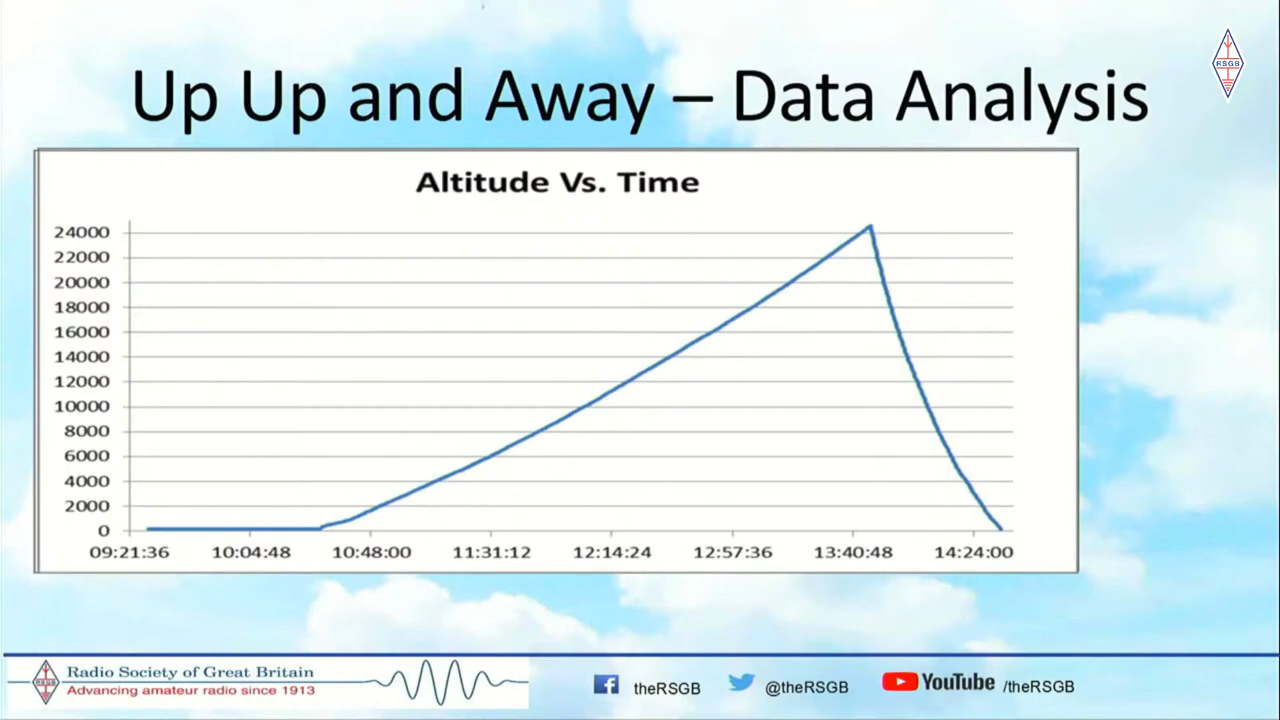 Up Up and Away – Data Analysis
RSGB
Altitude Vs. Time
24000
22000
20000
18000
16000
14000
12000
10000
8000
6000
4000
2000
0
09:21:36 10:04:48 10:48:00 11:31:12 12:14:24 12:57:36 13:40:48 14:24:00
RSGB
Radio Society of Great Britain
Advancing amateur radio since 1913
theRSGB
@theRSGB
YouTube /theRSGB